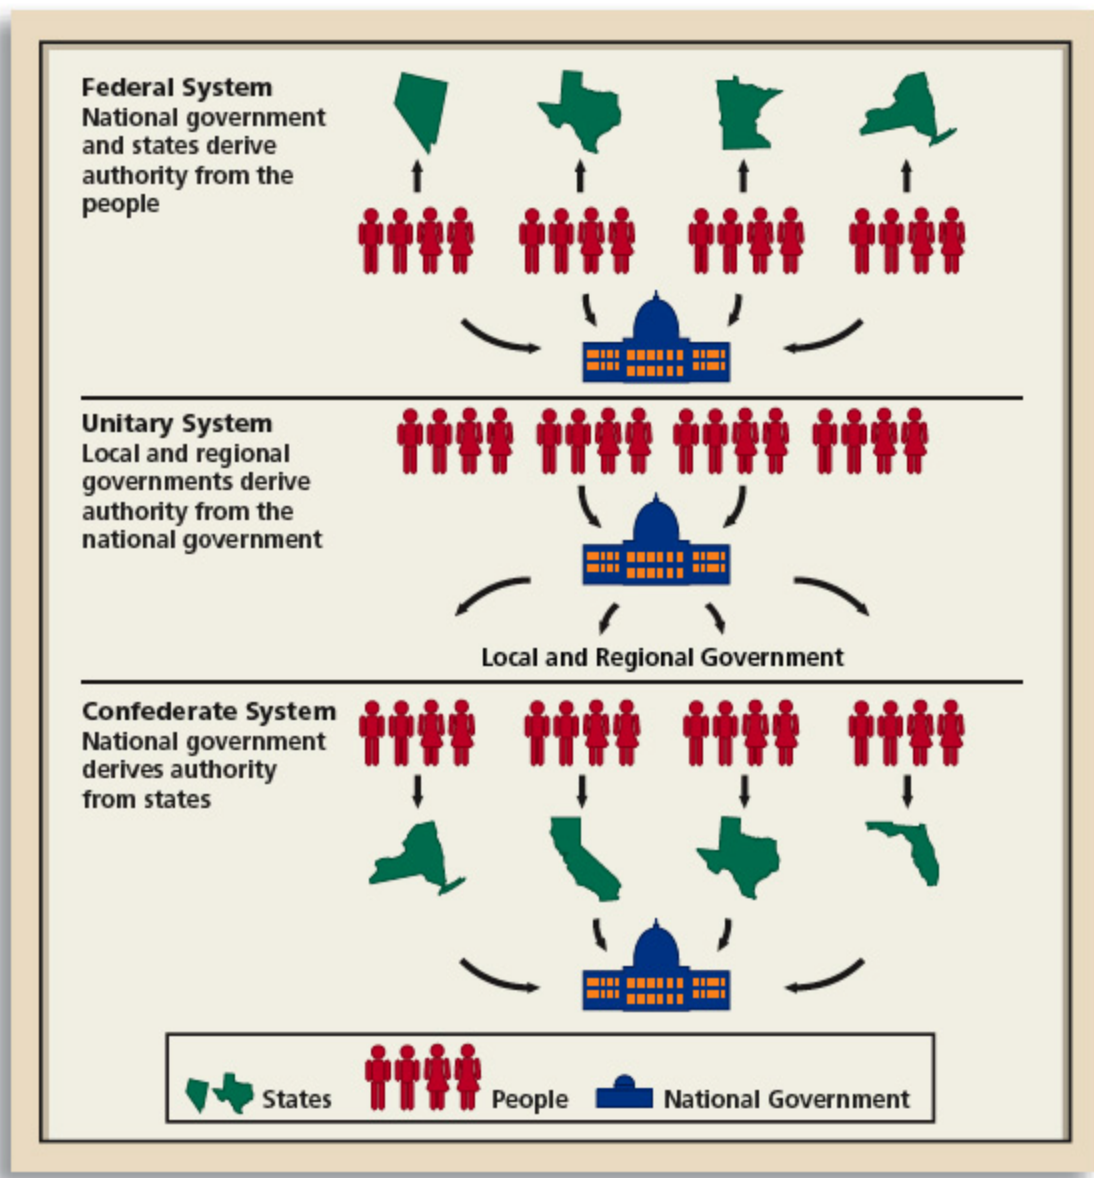 Federal System
National government
and states derive
authority from the
people
Unitary System
Local and regional
governments derive
authority from the
national government
Local and Regional Government
Confederate System
National government
derives authority
from states
States
People
National Government